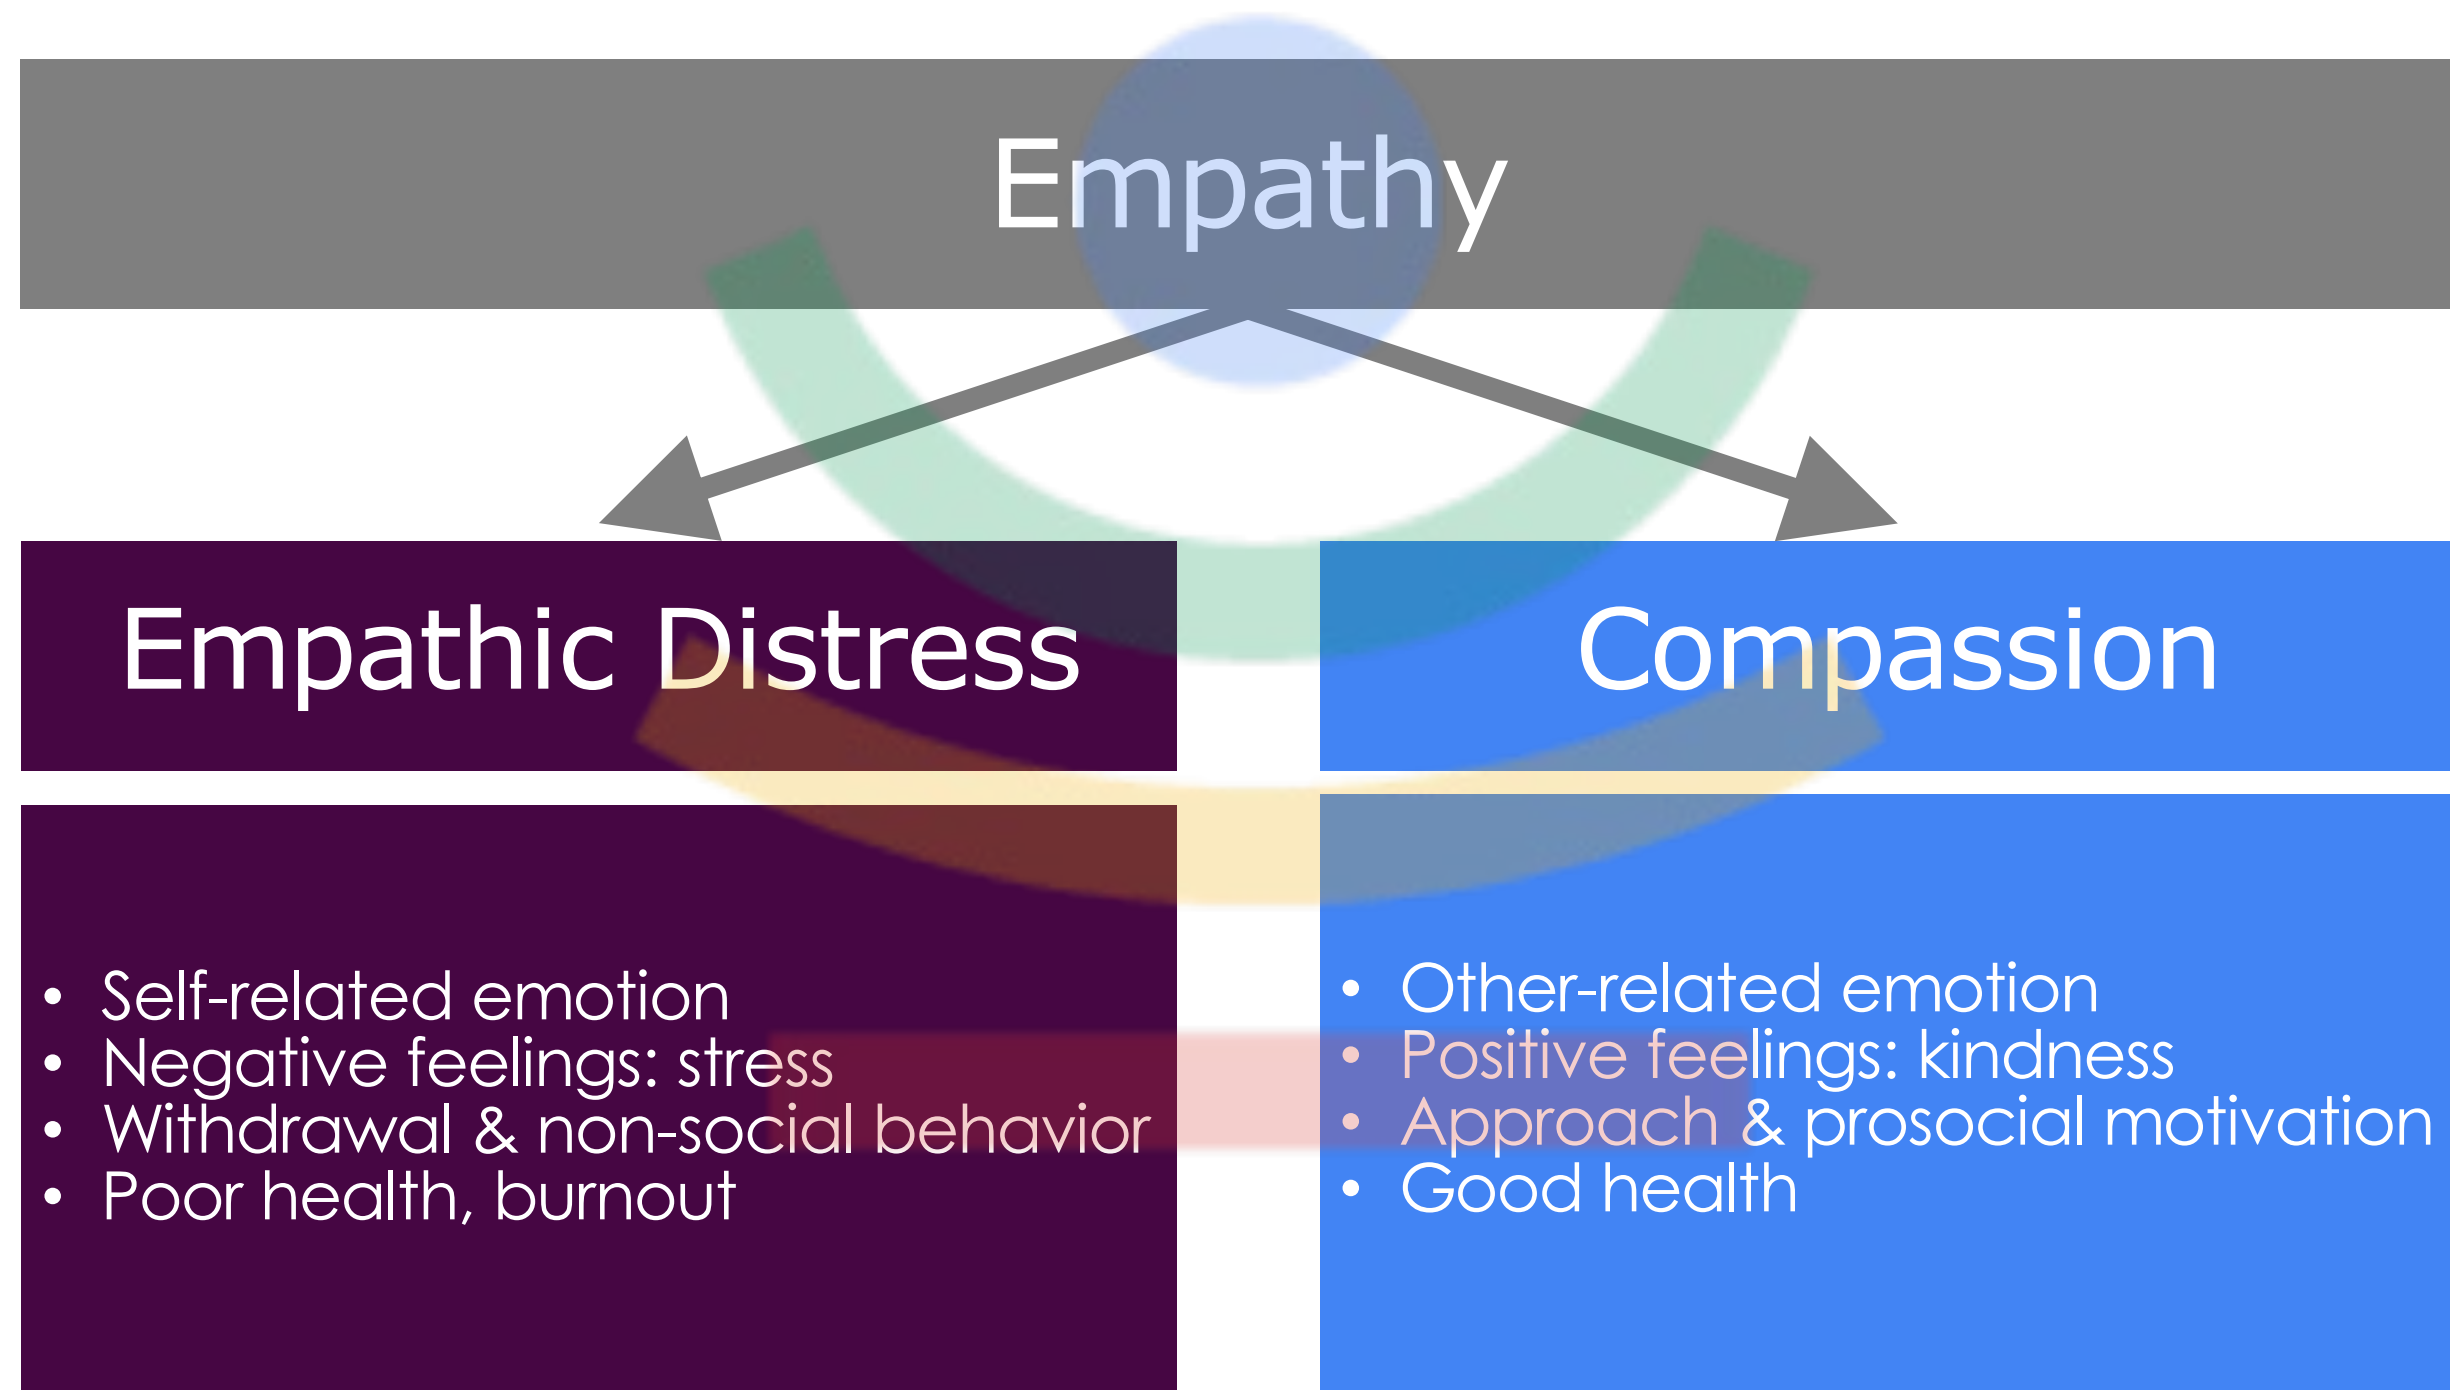 Empathy
Empathic Distress
Compassion
• Self-related emotion
• Negative feelings: stress
• Withdrawal & non-social behavior
• Poor health, burnout
• Other-related emotion
• Positive feelings: kindness
• Approach & prosocial motivation
• Good health